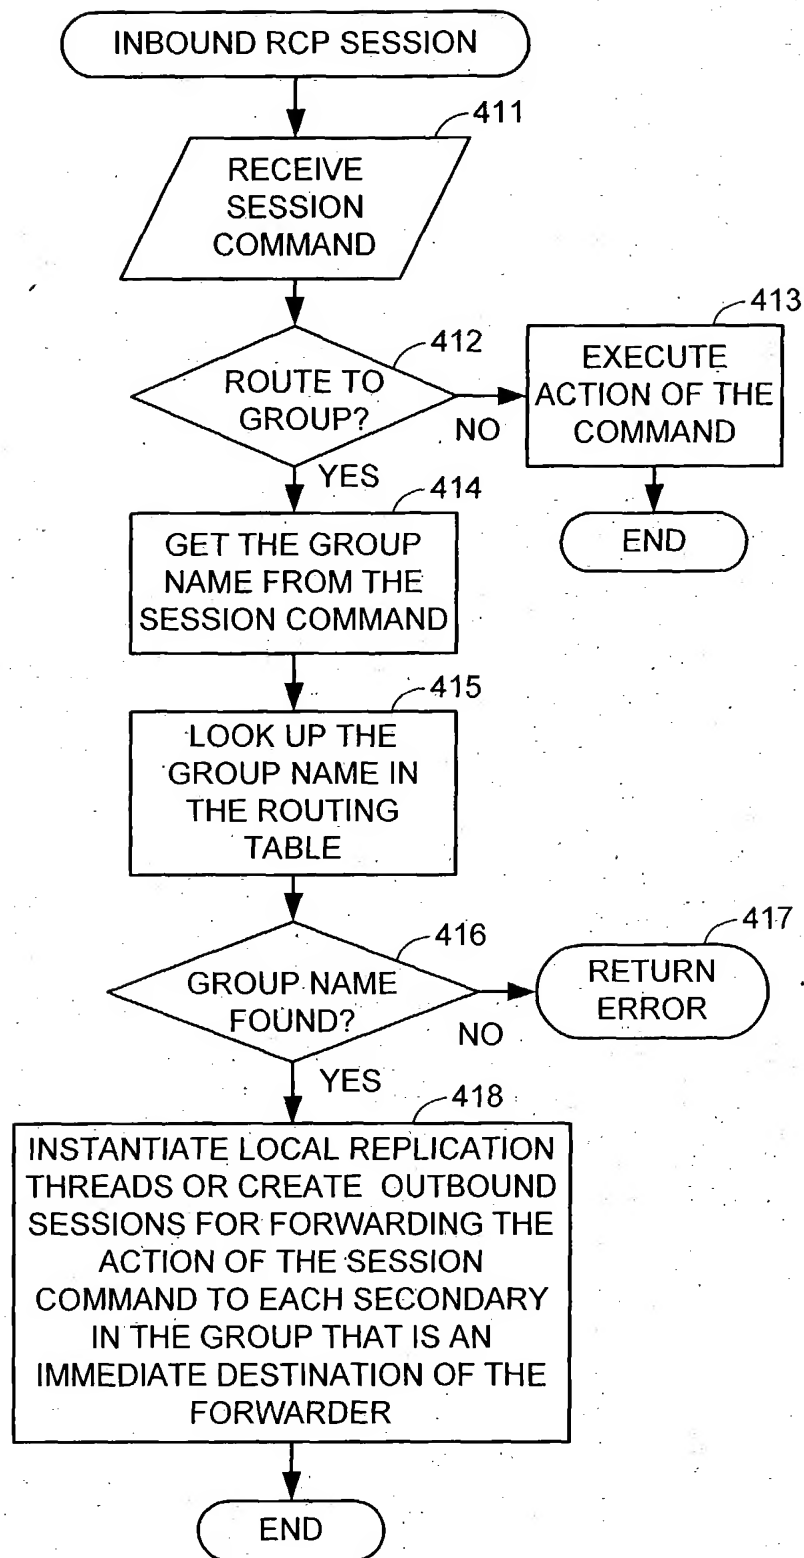 INBOUND RCP SESSION
411
RECEIVE
SESSION
COMMAND
412
ROUTE TO
GROUP?
NO
YES
413
EXECUTE
ACTION OF THE
COMMAND
END
414
GET THE GROUP
NAME FROM THE
SESSION COMMAND
415
LOOK UP THE
GROUP NAME IN
THE ROUTING
TABLE
416
GROUP NAME
FOUND?
NO
YES
417
RETURN
ERROR
418
INSTANTIATE LOCAL REPLICATION
THREADS OR CREATE OUTBOUND
SESSIONS FOR FORWARDING THE
ACTION OF THE SESSION
COMMAND TO EACH SECONDARY
IN THE GROUP THAT IS AN
IMMEDIATE DESTINATION OF THE
FORWARDER
END